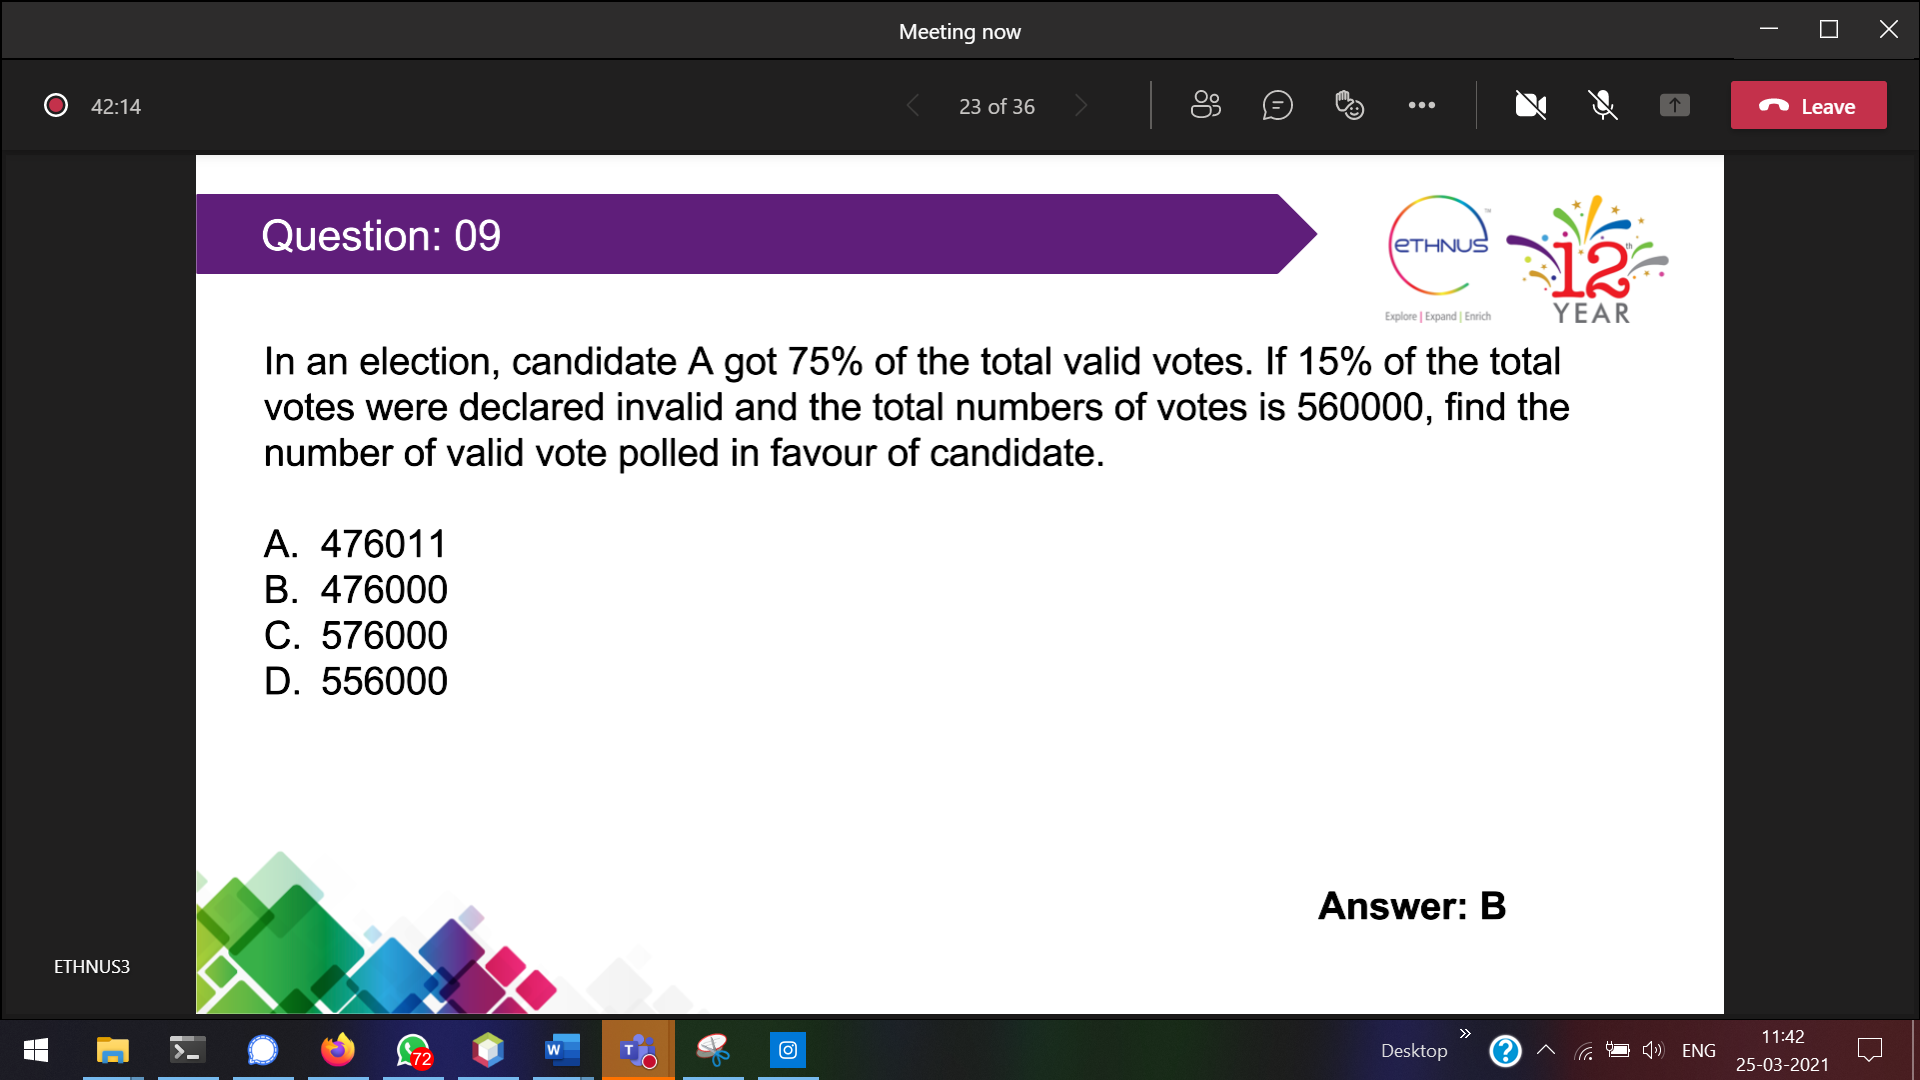 Meeting now
42:14
23 of 36
Leave
Question: 09
eTHNUS
TM
Explore | Expand | Enrich
12th
YEAR
In an election, candidate A got 75% of the total valid votes. If 15% of the total
votes were declared invalid and the total numbers of votes is 560000, find the
number of valid vote polled in favour of candidate.
A. 476011
B. 476000
C. 576000
D. 556000
Answer: B
ETHNUS3
72
Desktop
ENG
11:42
25-03-2021